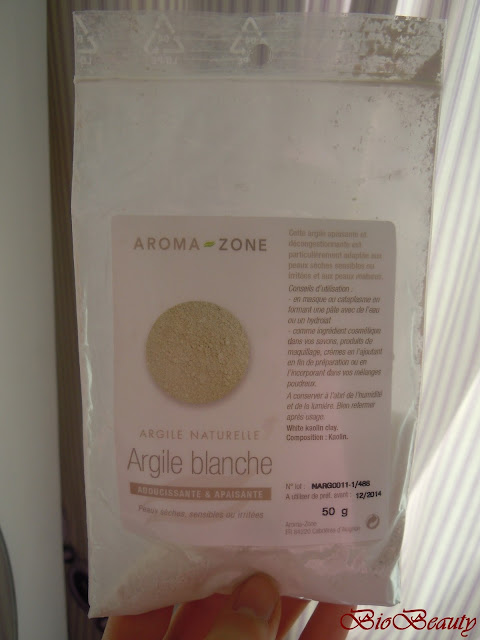 AROMA-ZONE
ARGILE NATURELLE
Argile blanche
ADOUCISSANTE & APAISANTE
Peaux sèches, sensibles ou irritées
Cette argile apaisante et
décongestionnante est
particulièrement adaptée aux
peaux sèches sensibles ou
irritées et aux peaux matures.
Conseils d'utilisation :
- en masque ou cataplasme en
formant une pâte avec de l'eau
ou un hydrolat
- comme ingrédient cosmétique
dans vos savons, produits de
maquillage, crèmes en l'ajoutant
en fin de préparation ou en
l'incorporant dans vos mélanges
poudreux.
A conserver à l'abri de l'humidité
et de la lumière. Bien refermer
après usage.
White kaolin clay.
Composition : Kaolin.
N° lot : NARG0011-1/486
A utiliser de préf. avant : 12/2014
50 g
Aroma-Zone
FR 84220 Cabrières d'Avignon
BioBeauty